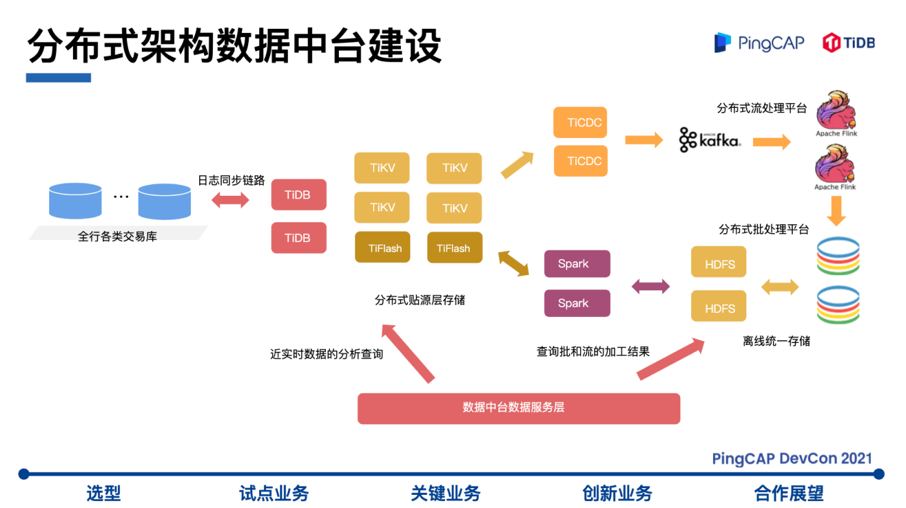 分布式架构数据中台建设
PingCAP
TiDB
分布式流处理平台
TiCDC
TiCDC
kafka
Apache Flink
Apache Flink
日志同步链路
TiDB
TiDB
TiKV
TiKV
TiKV
TiKV
TiFlash
TiFlash
...
全行各类交易库
分布式批处理平台
Spark
Spark
HDFS
HDFS
分布式贴源层存储
离线统一存储
近实时数据的分析查询
查询批和流的加工结果
数据中台数据服务层
PingCAP DevCon 2021
选型
试点业务
关键业务
创新业务
合作展望